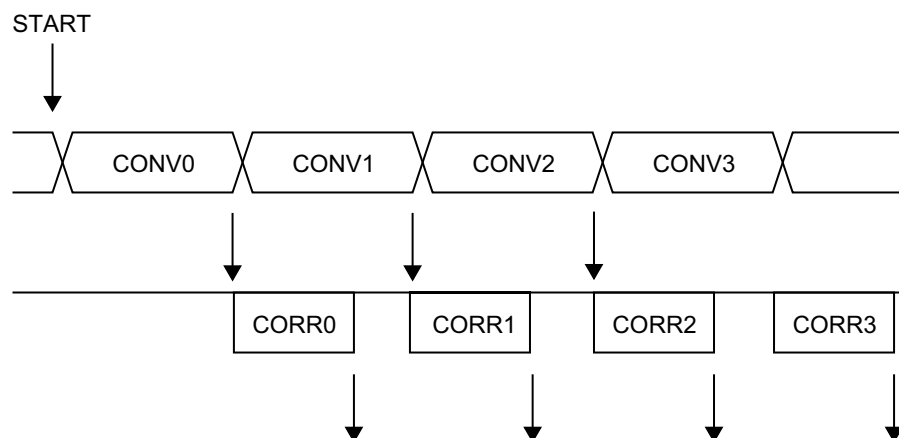 START
CONV0 CONV1 CONV2 CONV3
CORR0 CORR1 CORR2 CORR3